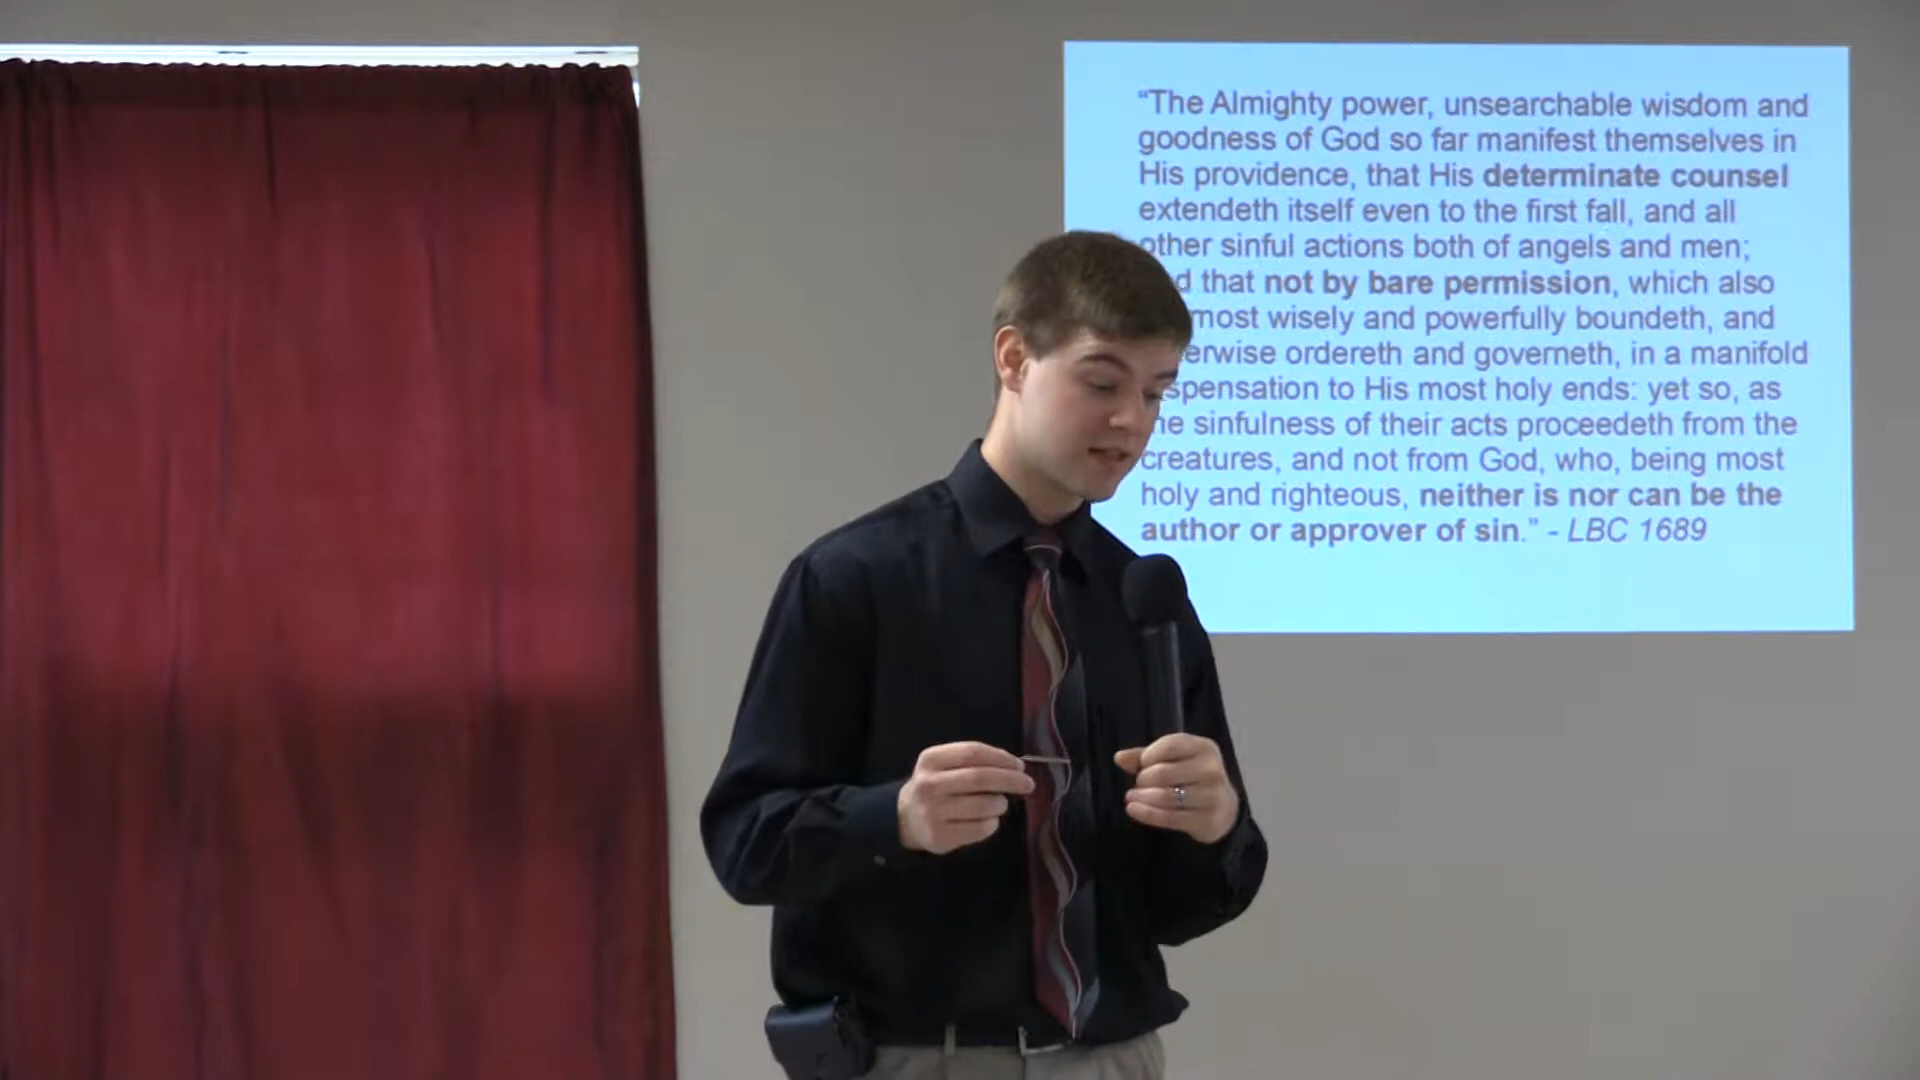 “The Almighty power, unsearchable wisdom and
goodness of God so far manifest themselves in
His providence, that His determinate counsel
extendeth itself even to the first fall, and all
other sinful actions both of angels and men;
that not by bare permission, which also
most wisely and powerfully boundeth, and
ordereth and governeth, in a manifold
to His most holy ends: yet so, as
sinfulness of their acts proceedeth from the
creatures, and not from God, who, being most
holy and righteous, neither is nor can be the
author or approver of sin.” - LBC 1689